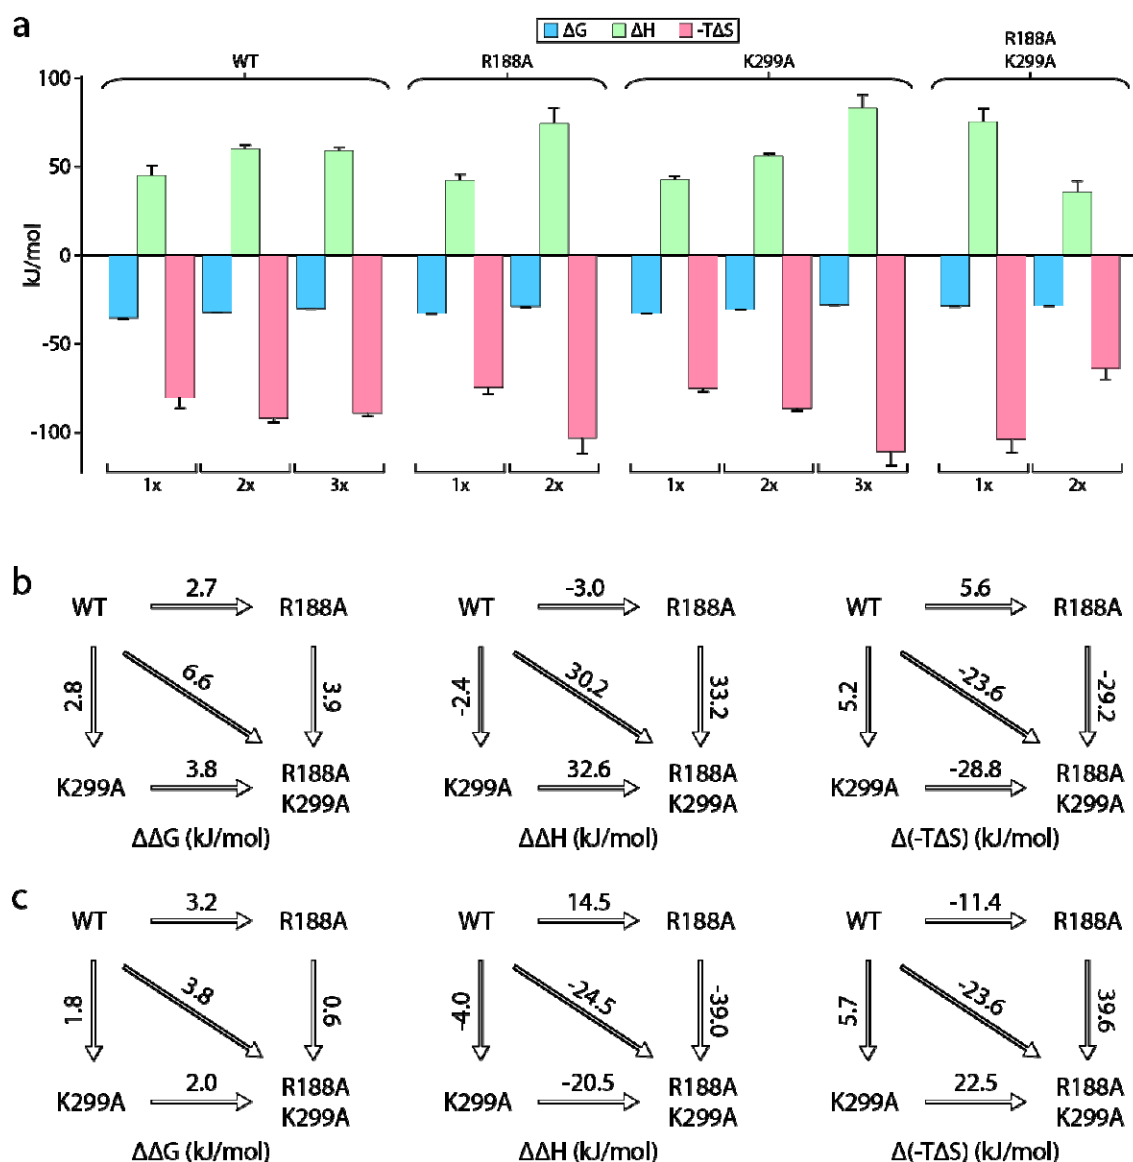 a
ΔG ΔH -TΔS
WT R188A K299A R188A
K299A
100
50
0
-50
-100
kJ/mol
1x 2x 3x 1x 2x 1x 2x 3x 1x 2x
b
WT 2.7 R188A
2.8 6.6 3.9
K299A 3.8 R188A
K299A
ΔΔG (kJ/mol)
WT -3.0 R188A
-2.4 30.2 33.2
K299A 32.6 R188A
K299A
ΔΔH (kJ/mol)
WT 5.6 R188A
5.2 -23.6 -29.2
K299A -28.8 R188A
K299A
Δ(-TΔS) (kJ/mol)
c
WT 3.2 R188A
1.8 3.8 0.6
K299A 2.0 R188A
K299A
ΔΔG (kJ/mol)
WT 14.5 R188A
-4.0 -24.5 -39.0
K299A -20.5 R188A
K299A
ΔΔH (kJ/mol)
WT -11.4 R188A
5.7 -23.6 39.6
K299A 22.5 R188A
K299A
Δ(-TΔS) (kJ/mol)